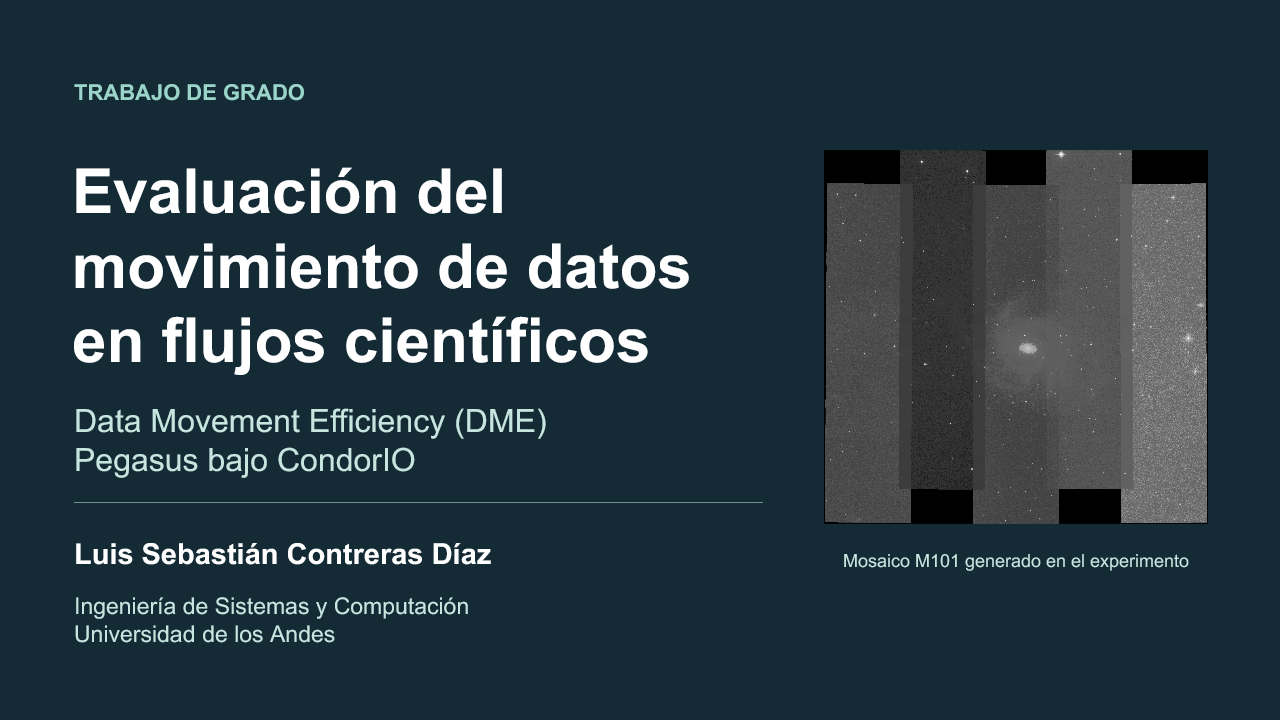 TRABAJO DE GRADO
Evaluación del
movimiento de datos
en flujos científicos
Data Movement Efficiency (DME)
Pegasus bajo CondorIO
Luis Sebastián Contreras Díaz
Ingeniería de Sistemas y Computación
Universidad de los Andes
Mosaico M101 generado en el experimento